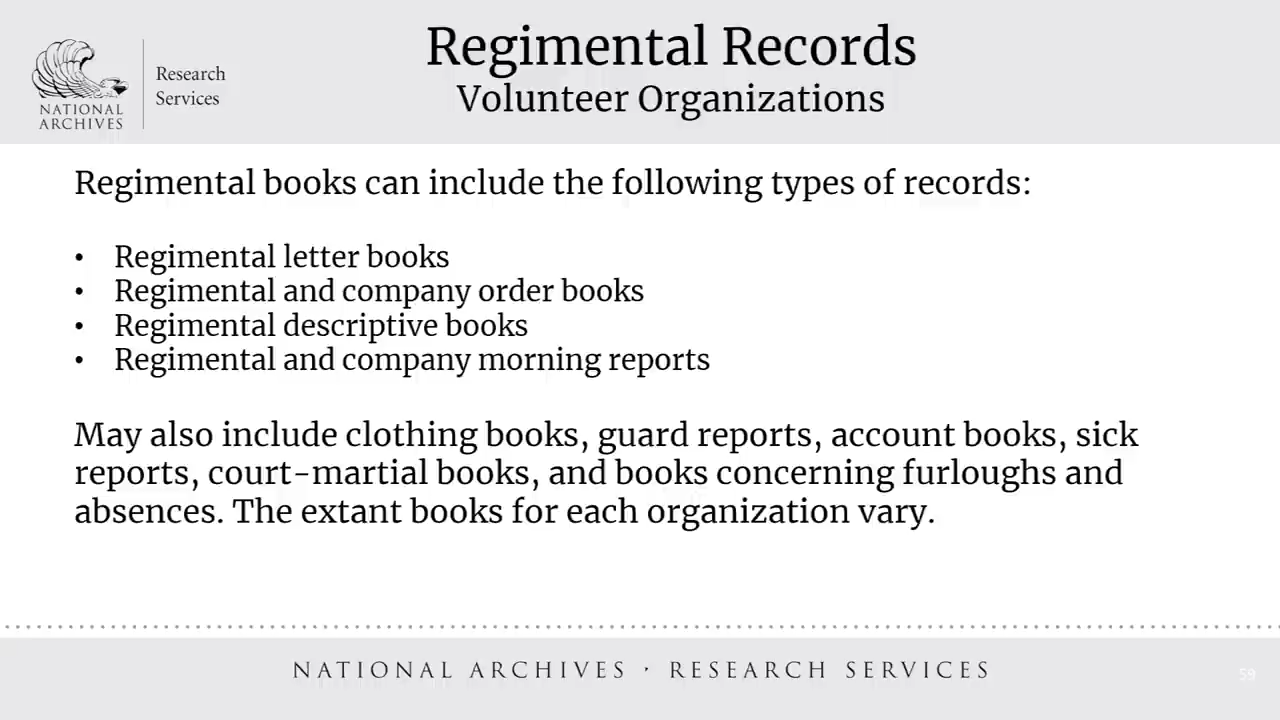 Regimental Records
Volunteer Organizations
NATIONAL
ARCHIVES
Research
Services
Regimental books can include the following types of records:
• Regimental letter books
• Regimental and company order books
• Regimental descriptive books
• Regimental and company morning reports
May also include clothing books, guard reports, account books, sick
reports, court-martial books, and books concerning furloughs and
absences. The extant books for each organization vary.
NATIONAL ARCHIVES · RESEARCH SERVICES
59